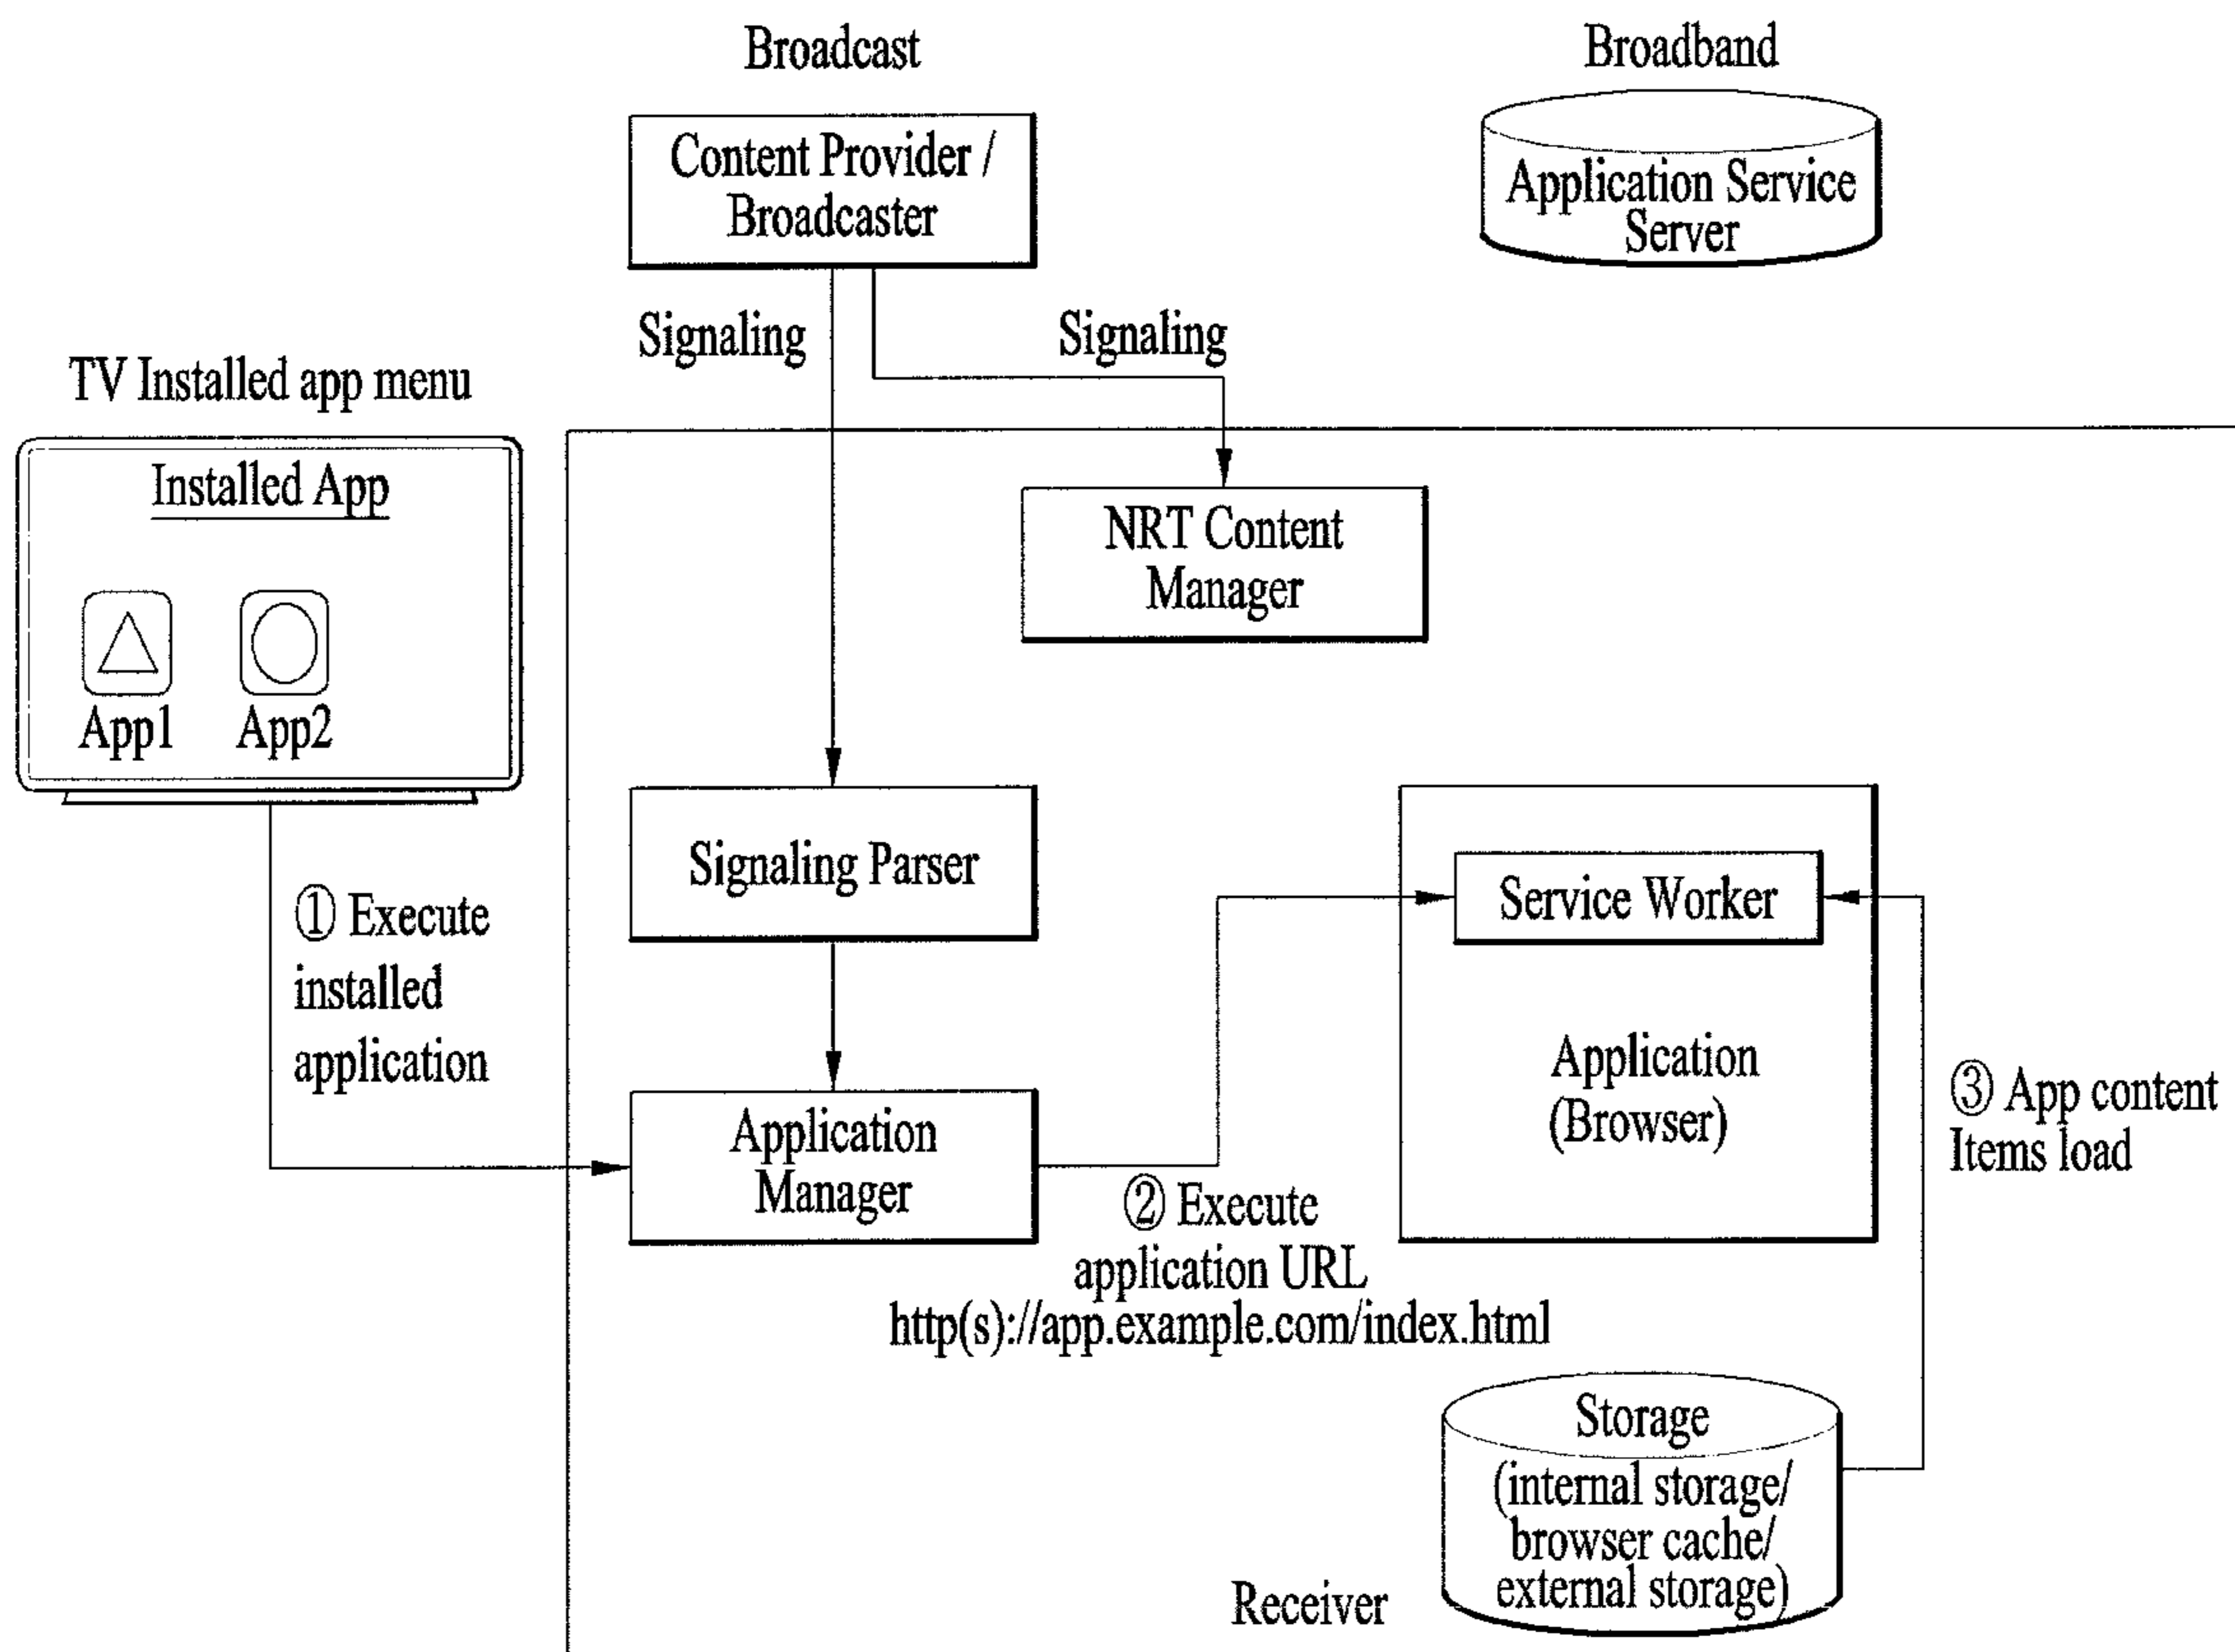 Broadcast
Broadband
Content Provider /
Broadcaster
Application Service
Server
Signaling
Signaling
TV Installed app menu
Installed App
App1
App2
NRT Content
Manager
Signaling Parser
Service Worker
① Execute
installed
application
Application
(Browser)
③ App content
Items load
Application
Manager
② Execute
application URL
http(s)://app.example.com/index.html
Storage
(internal storage/
browser cache/
external storage)
Receiver